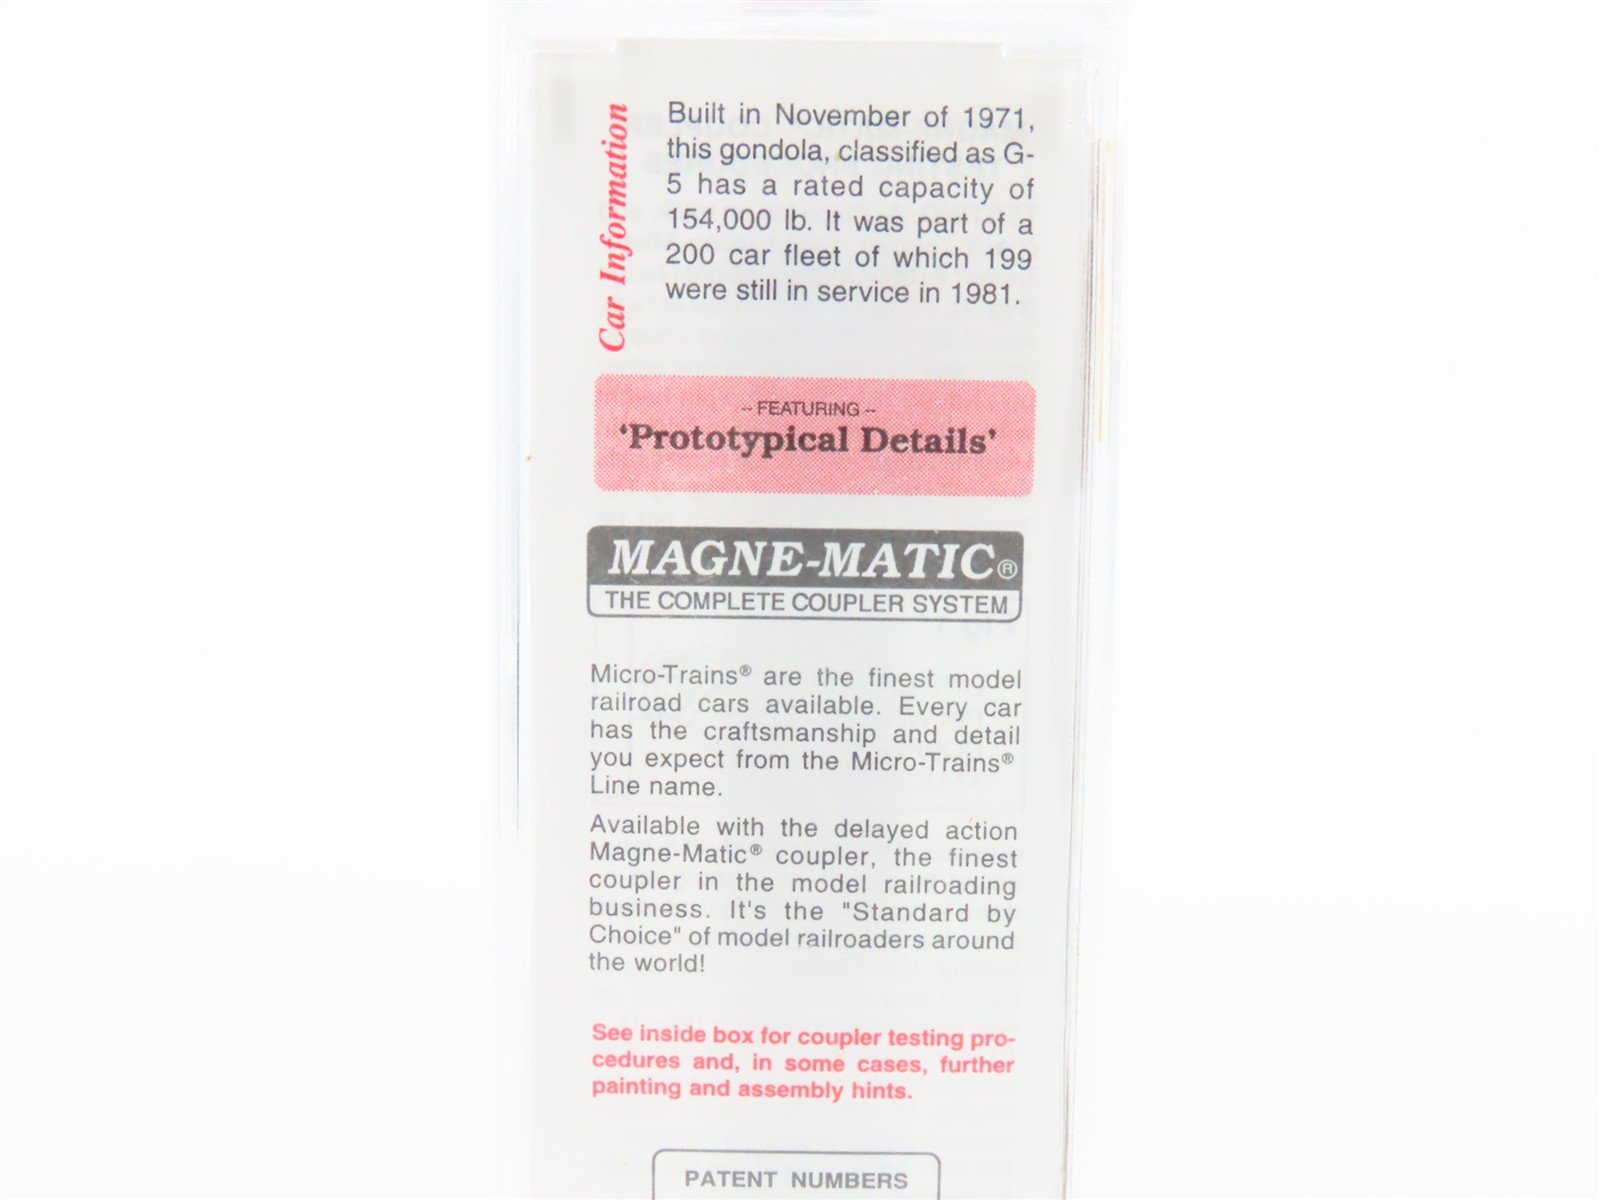 Car Information
Built in November of 1971,
this gondola, classified as G-
5 has a rated capacity of
154,000 lb. It was part of a
200 car fleet of which 199
were still in service in 1981.
-- FEATURING --
'Prototypical Details'
MAGNE-MATIC®
THE COMPLETE COUPLER SYSTEM
Micro-Trains® are the finest model
railroad cars available. Every car
has the craftsmanship and detail
you expect from the Micro-Trains®
Line name.
Available with the delayed action
Magne-Matic® coupler, the finest
coupler in the model railroading
business. It's the "Standard by
Choice" of model railroaders around
the world!
See inside box for coupler testing pro-
cedures and, in some cases, further
painting and assembly hints.
PATENT NUMBERS